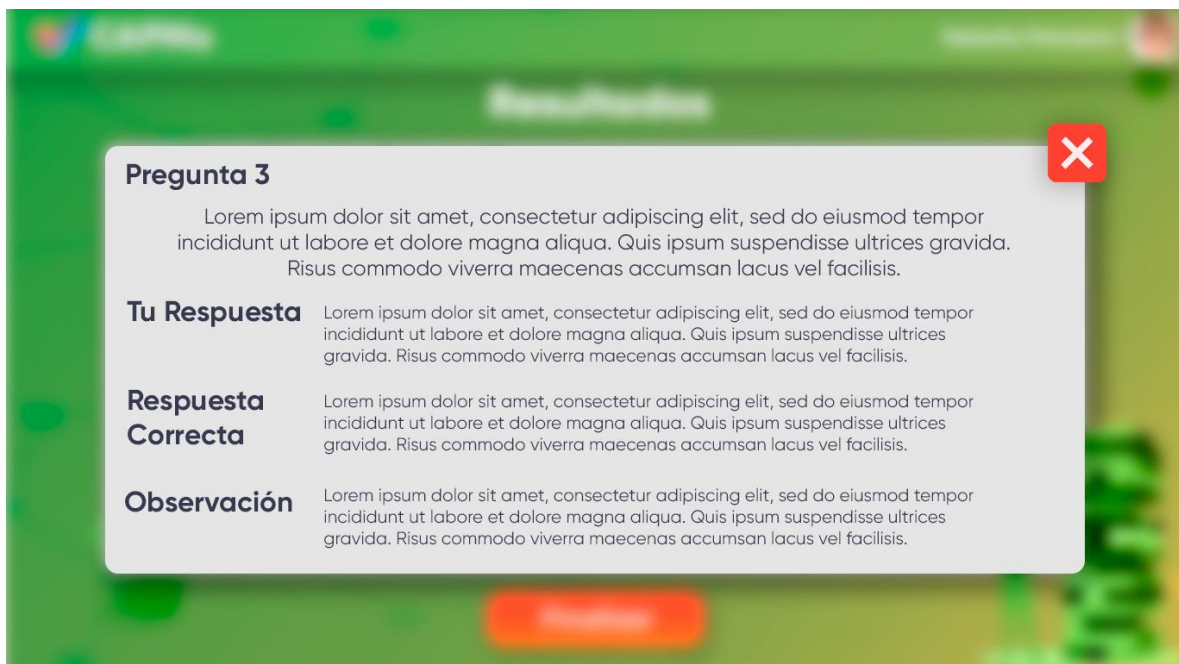 Resultados
Pregunta 3
Lorem ipsum dolor sit amet, consectetur adipiscing elit, sed do eiusmod tempor
incididunt ut labore et dolore magna aliqua. Quis ipsum suspendisse ultrices gravida.
Risus commodo viverra maecenas accumsan lacus vel facilisis.
Tu Respuesta
Lorem ipsum dolor sit amet, consectetur adipiscing elit, sed do eiusmod tempor
incididunt ut labore et dolore magna aliqua. Quis ipsum suspendisse ultrices
gravida. Risus commodo viverra maecenas accumsan lacus vel facilisis.
Respuesta
Correcta
Lorem ipsum dolor sit amet, consectetur adipiscing elit, sed do eiusmod tempor
incididunt ut labore et dolore magna aliqua. Quis ipsum suspendisse ultrices
gravida. Risus commodo viverra maecenas accumsan lacus vel facilisis.
Observación
Lorem ipsum dolor sit amet, consectetur adipiscing elit, sed do eiusmod tempor
incididunt ut labore et dolore magna aliqua. Quis ipsum suspendisse ultrices
gravida. Risus commodo viverra maecenas accumsan lacus vel facilisis.
Finalizar